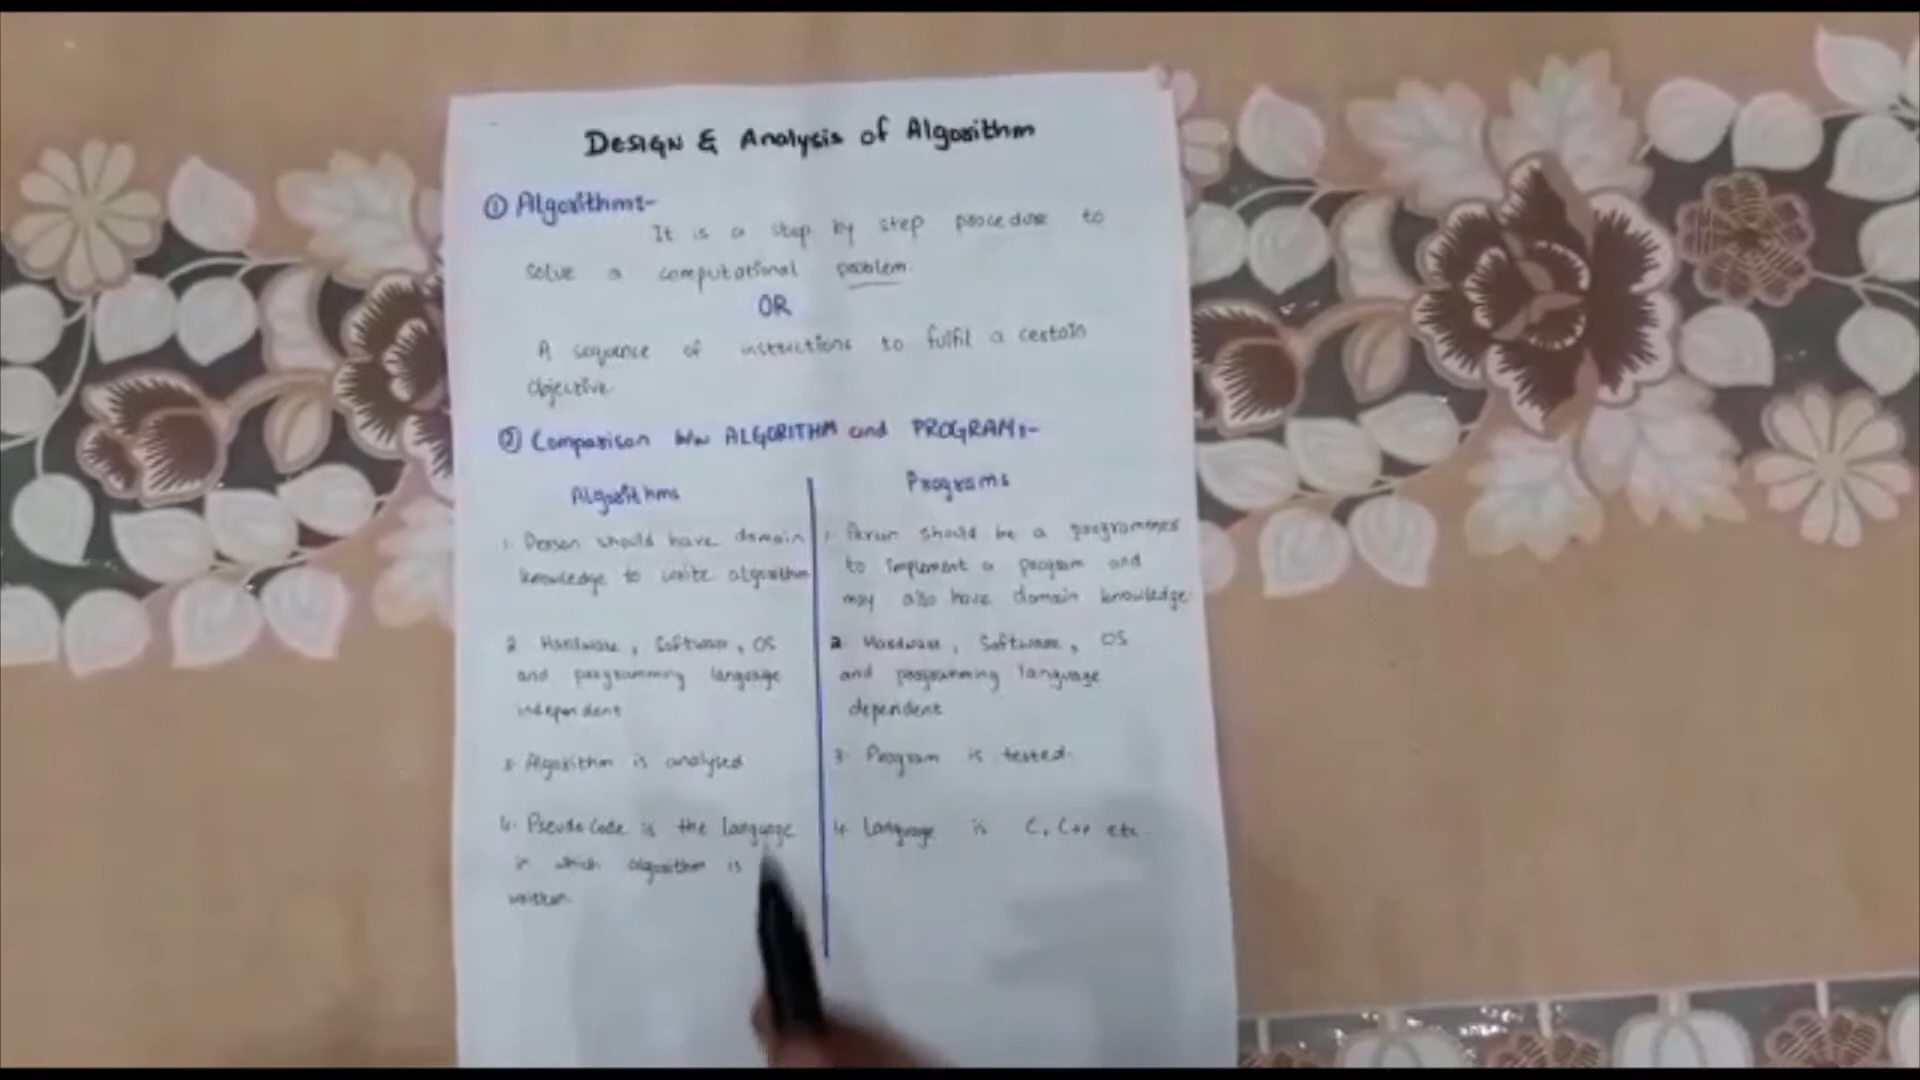 DESIGN & Analysis of Algorithm
① Algorithms-
It is a step by step procedure to
solve a computational problem.
OR
A sequence of instructions to fulfil a certain
objective
② Comparison b/w ALGORITHM and PROGRAM:-
Algorithms
1. Person should have domain
knowledge to write algorithm
2. Hardware, Software, OS
and programming language
independent
3. Algorithm is analysed
4. Pseudo Code is the language
in which algorithm is
written.
Programs
1. Person should be a programmer
to implement a program and
may also have domain knowledge.
2. Hardware, Software, OS
and programming language
dependent
3. Program is tested.
4. Language is C, C++ etc.